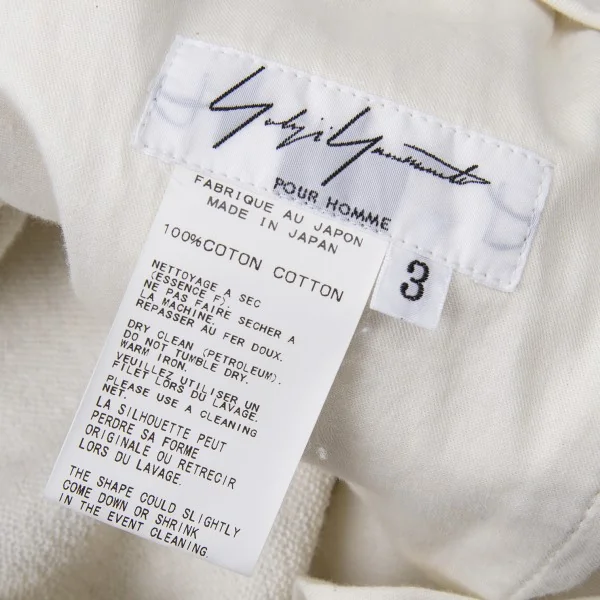 Yohji Yamamoto
POUR HOMME
3
FABRIQUE AU JAPON
MADE IN JAPAN
100%COTON COTTON
NETTOYAGE A SEC
(ESSENCE F).
NE PAS FAIRE SECHER A
LA MACHINE.
REPASSER AU FER DOUX.
DRY CLEAN (PETROLEUM).
DO NOT TUMBLE DRY.
WARM IRON.
VEUILLEZ UTILISER UN
FILET LORS DU LAVAGE.
PLEASE USE A CLEANING
NET.
LA SILHOUETTE PEUT
PERDRE SA FORME
ORIGINALE OU RETRECIR
LORS DU LAVAGE.
THE SHAPE COULD SLIGHTLY
COME DOWN OR SHRINK
IN THE EVENT CLEANING